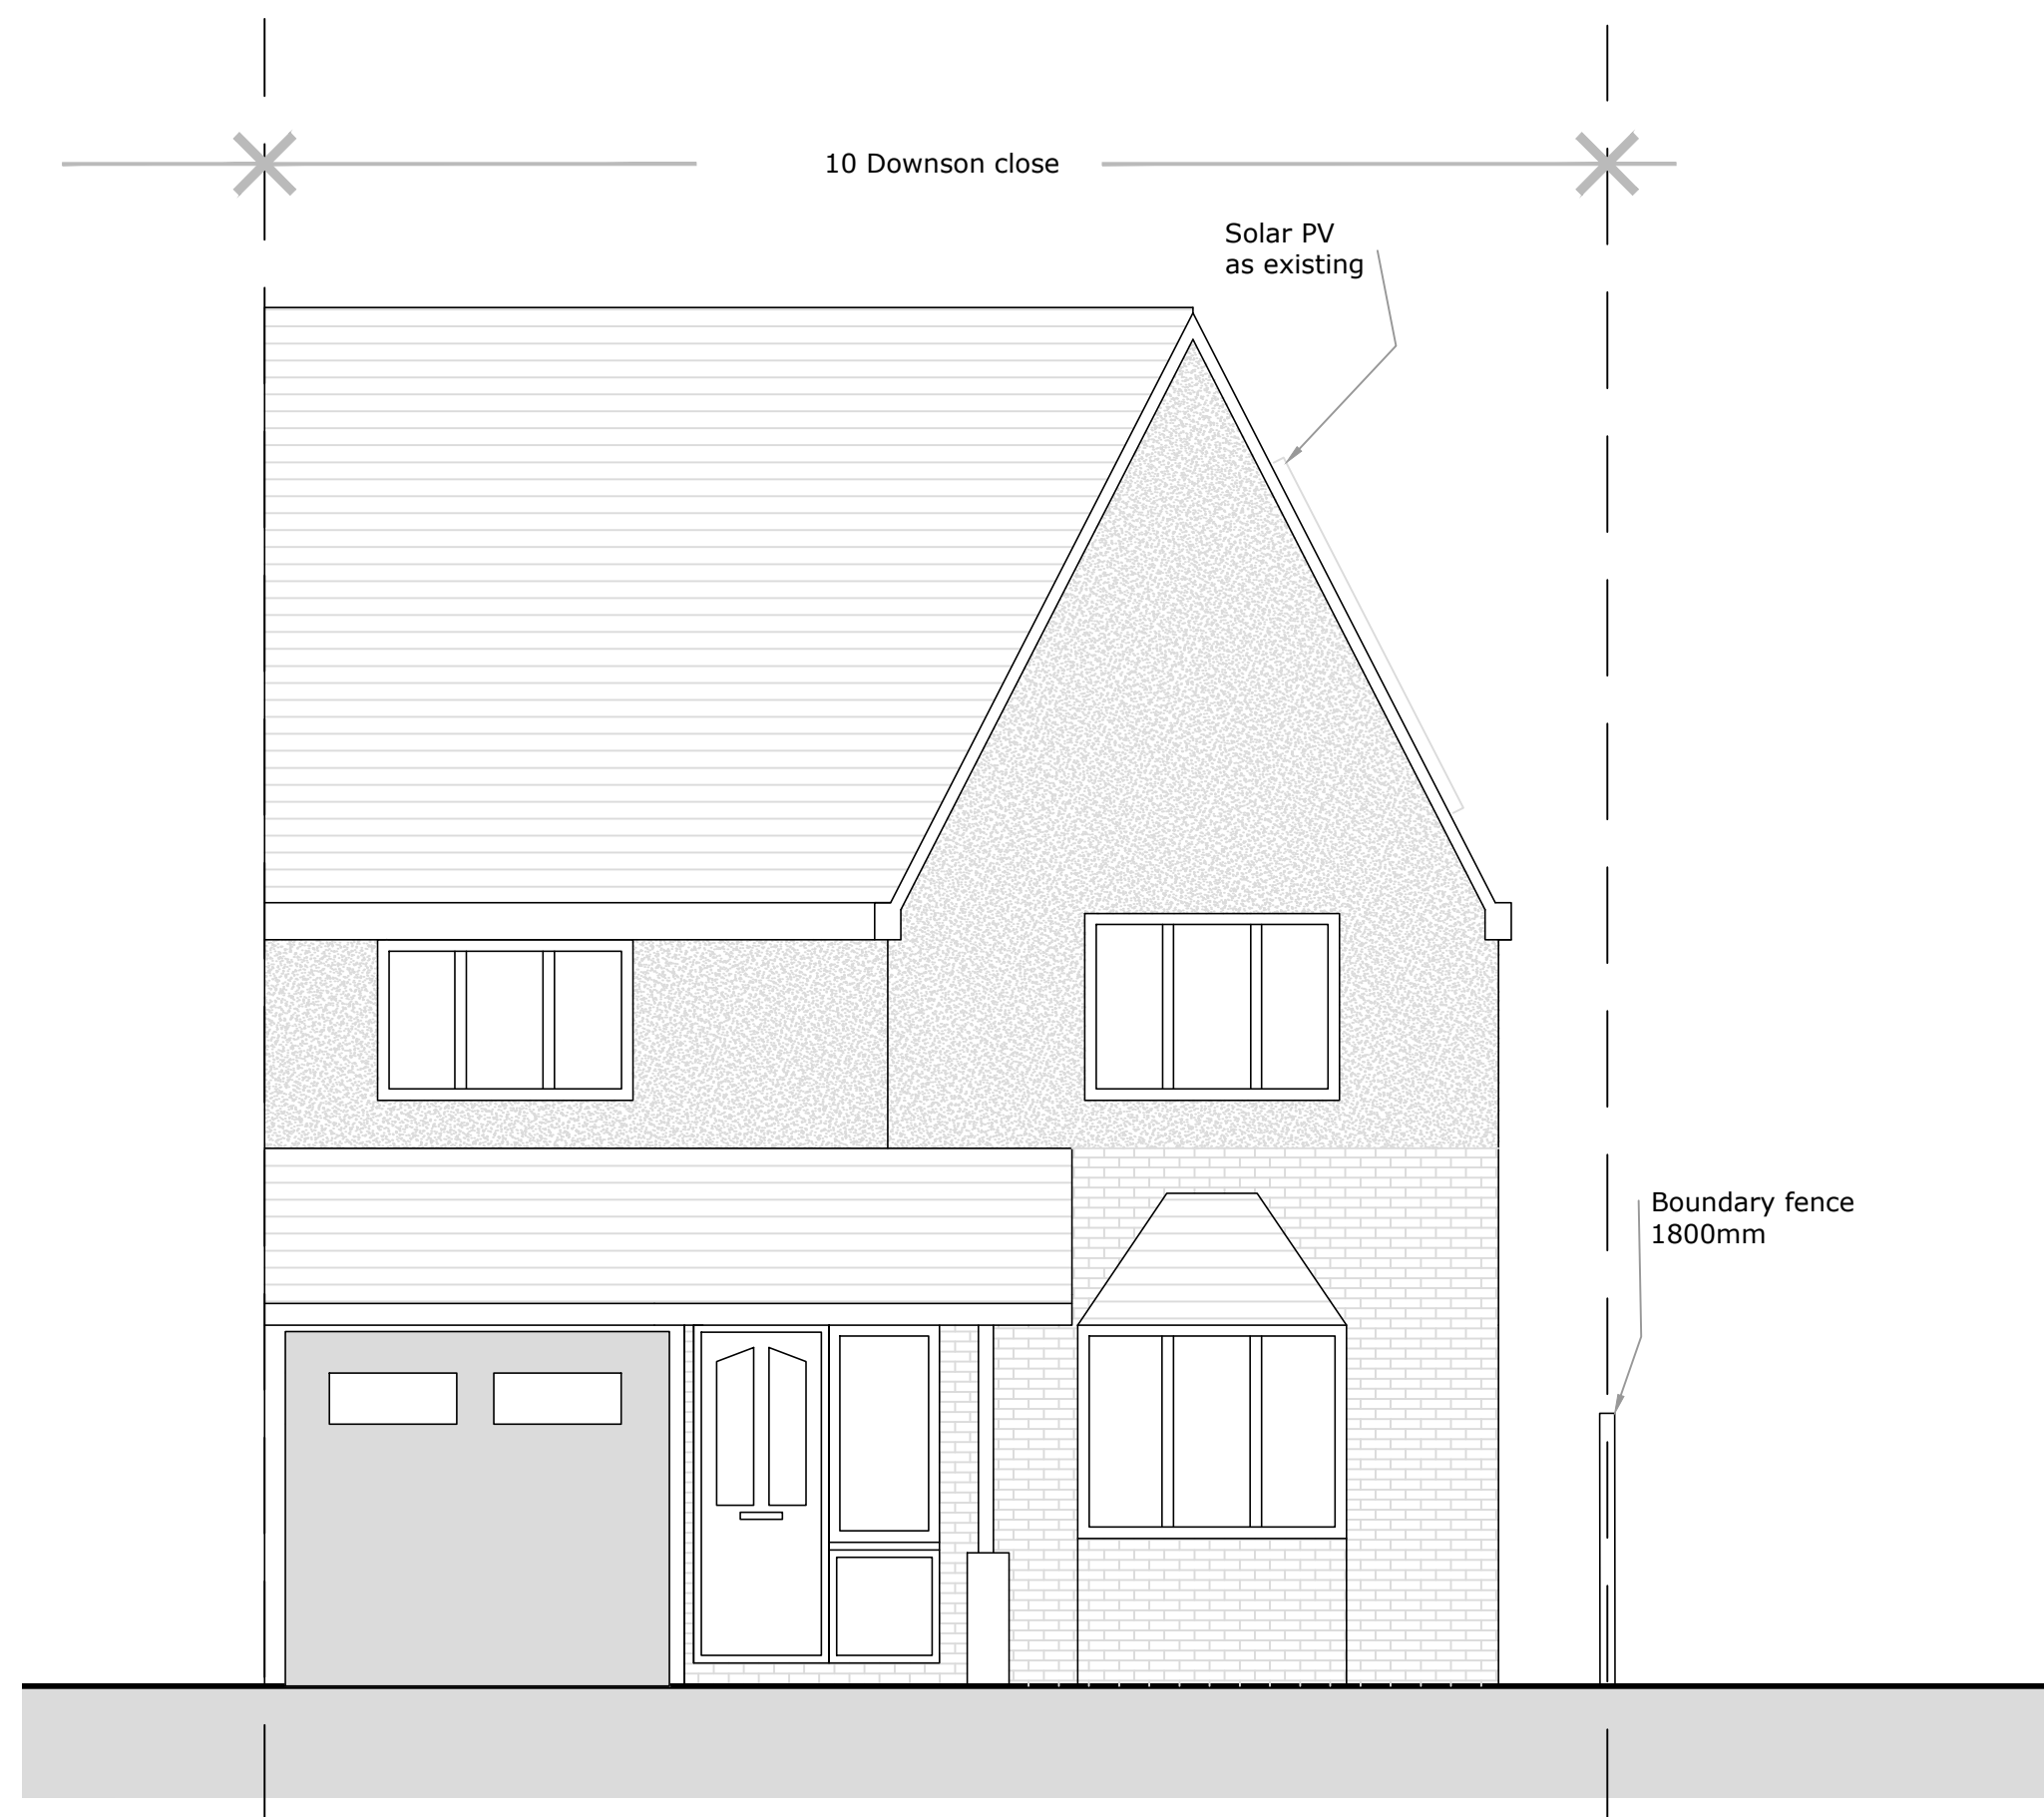 10 Downson close
Solar PV
as existing
Boundary fence
1800mm